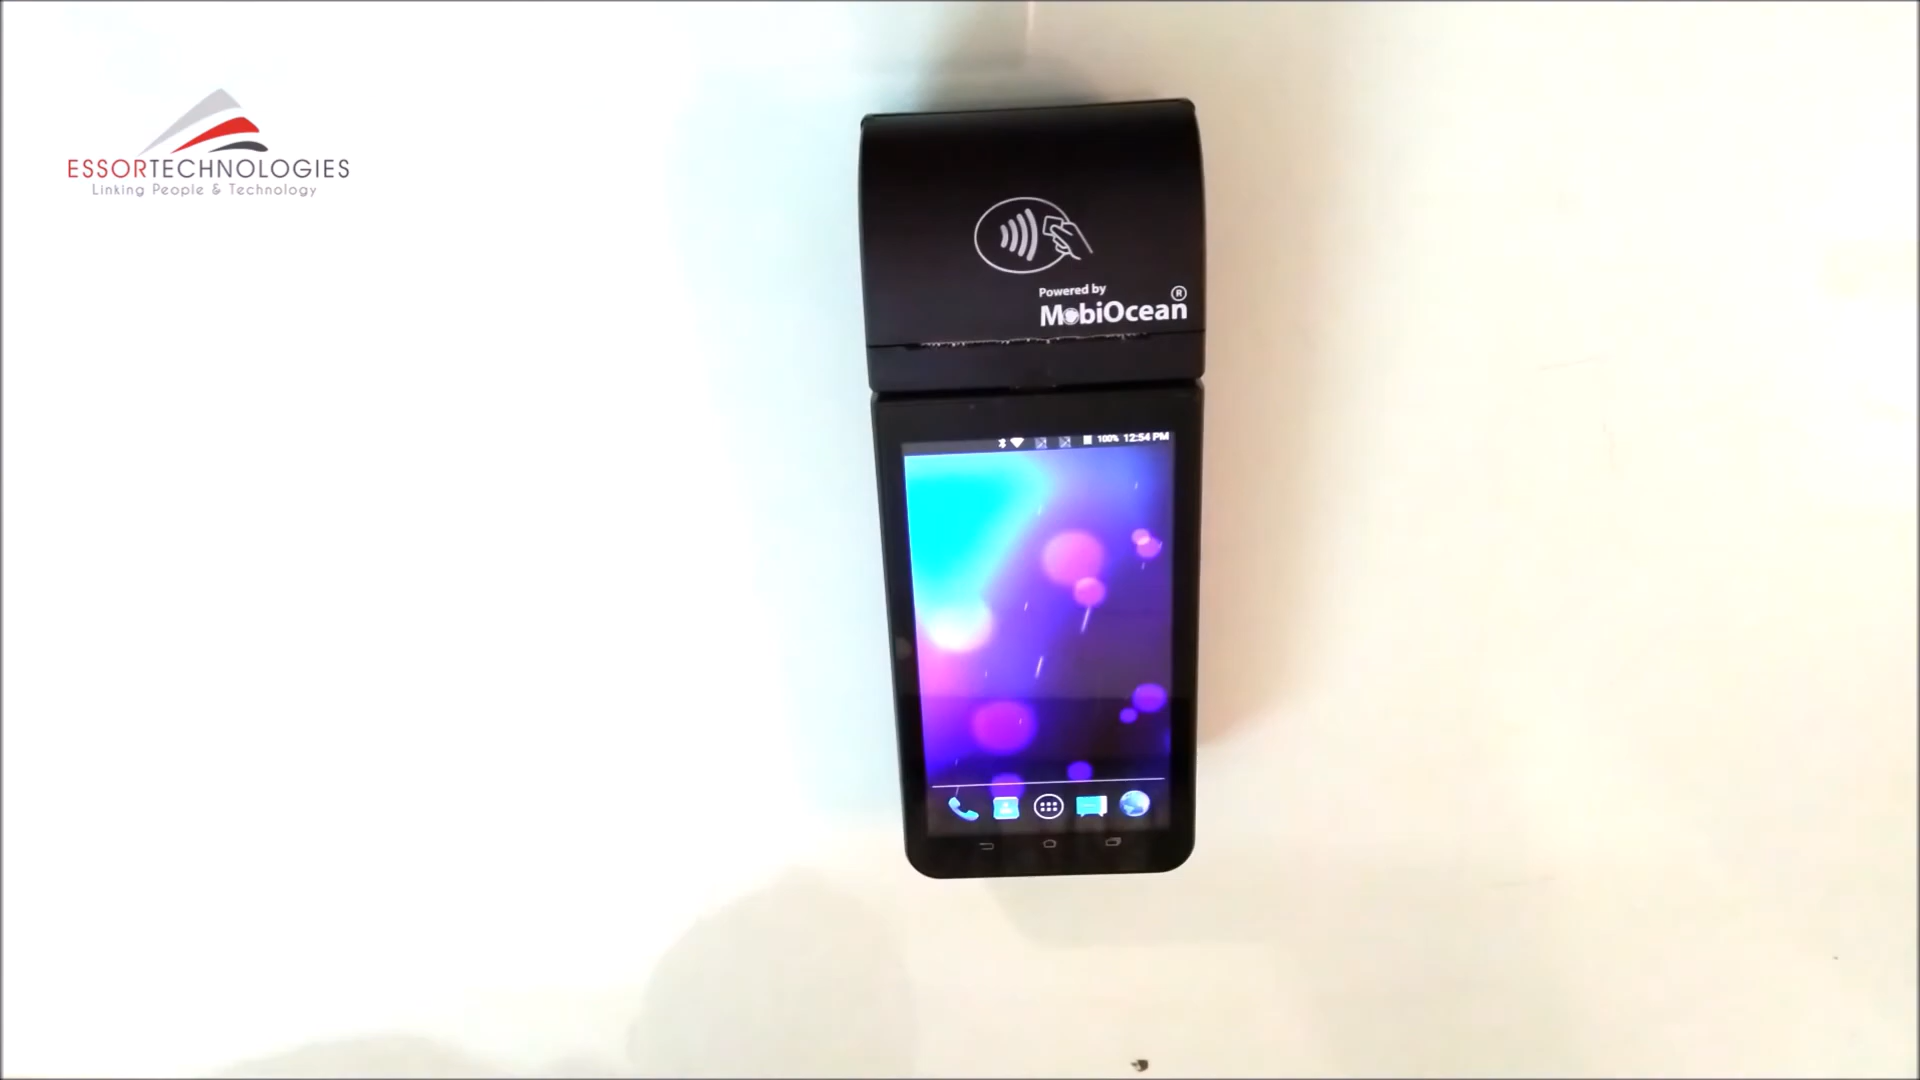 ESSORTECHNOLOGIES
Linking People & Technology
Powered by
MobiOcean®
100% 12:54 PM